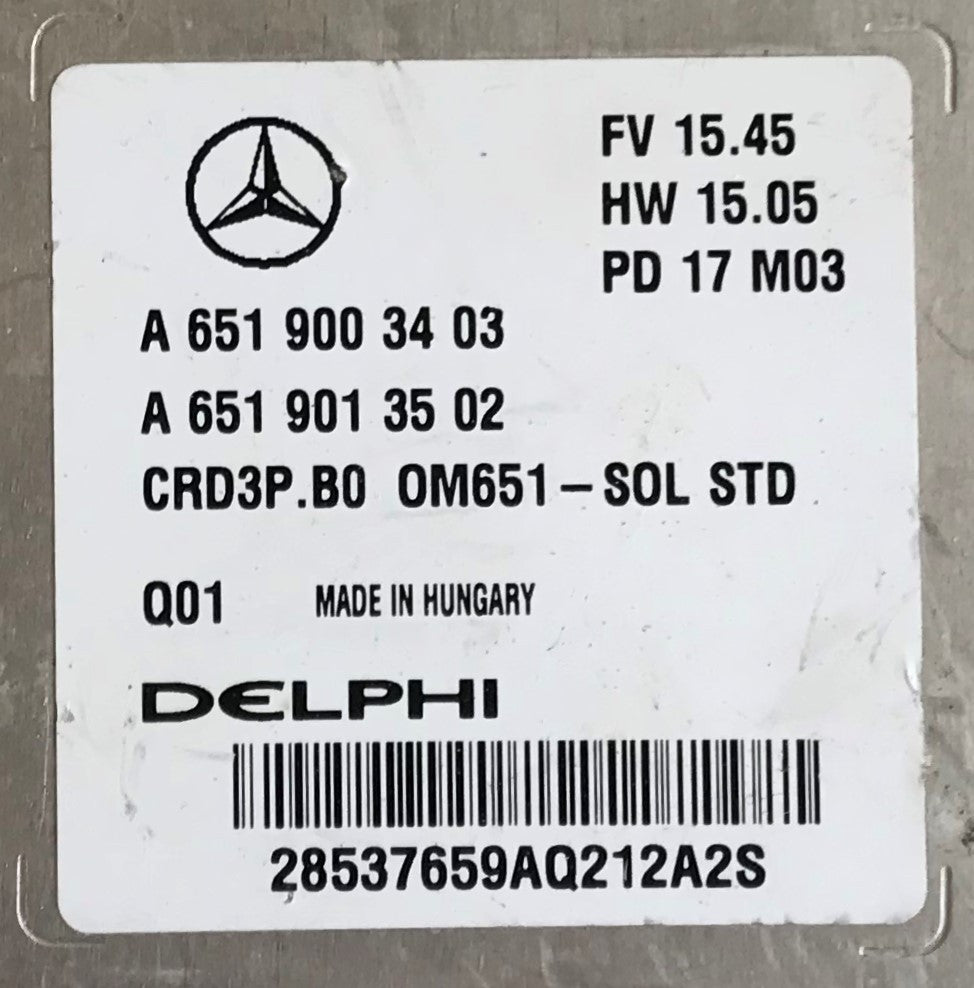 FV 15.45
HW 15.05
PD 17 M03
A 651 900 34 03
A 651 901 35 02
CRD3P.B0 OM651-SOL STD
Q01 MADE IN HUNGARY
DELPHI
28537659AQ212A2S